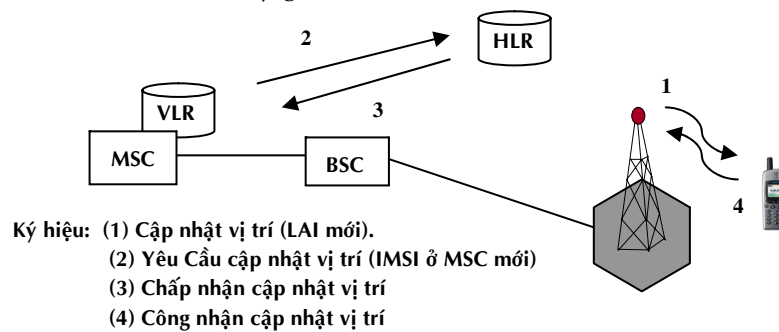 2
HLR
VLR
3
1
MSC
BSC
4
Ký hiệu: (1) Cập nhật vị trí (LAI mới).
(2) Yêu Cầu cập nhật vị trí (IMSI ở MSC mới)
(3) Chấp nhận cập nhật vị trí
(4) Công nhận cập nhật vị trí